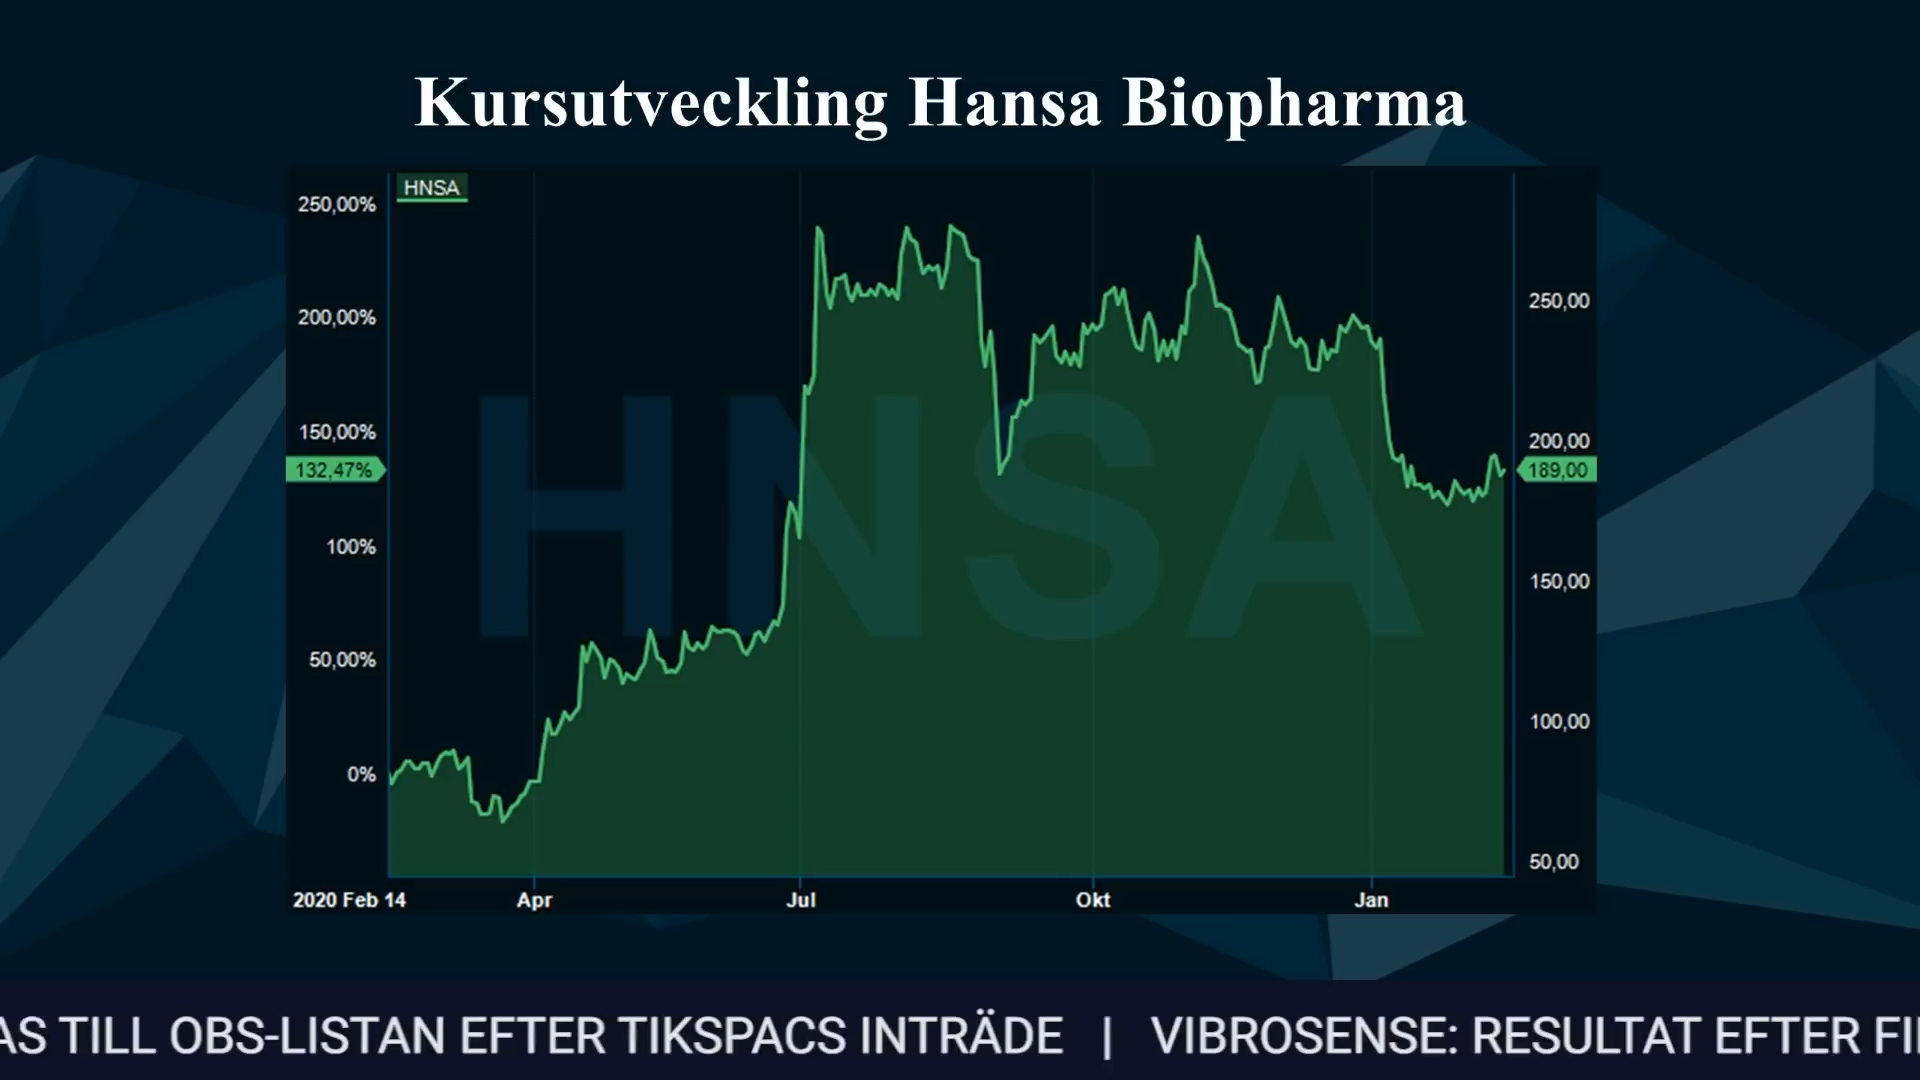 Kursutveckling Hansa Biopharma
HNSA
250,00%
200,00%
150,00%
132,47%
100%
50,00%
0%
HNSA
250,00
200,00
189,00
150,00
100,00
50,00
2020 Feb 14 Apr Jul Okt Jan
AS TILL OBS-LISTAN EFTER TIKSPACS INTRÄDE | VIBROSENSE: RESULTAT EFTER